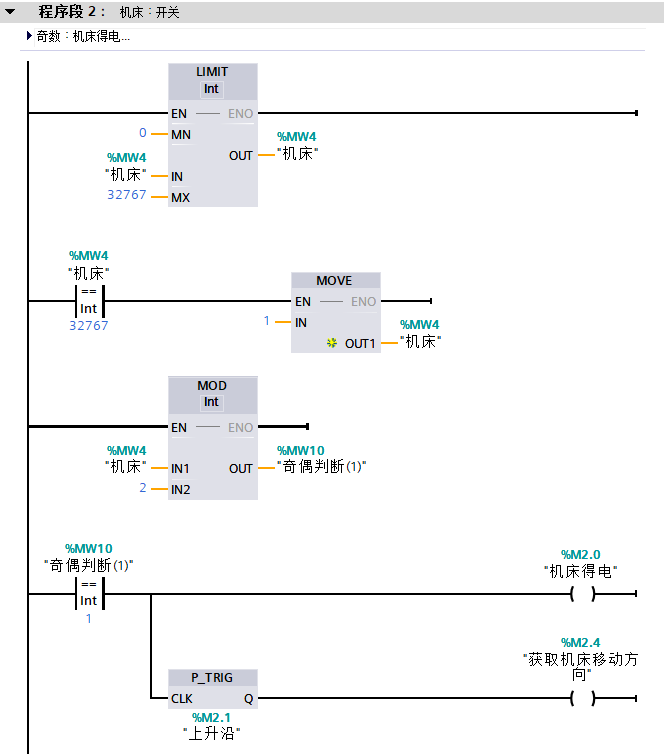 程序段 2： 机床：开关
奇数：机床得电...
LIMIT
Int
EN ENO
0 MN
%MW4
"机床" IN
32767 MX
OUT
%MW4
"机床"
%MW4
"机床"
==
Int
32767
MOVE
EN ENO
1 IN
OUT1
%MW4
"机床"
MOD
Int
EN ENO
%MW4
"机床" IN1
2 IN2
OUT
%MW10
"奇偶判断(1)"
%MW10
"奇偶判断(1)"
==
Int
1
%M2.0
"机床得电"
P_TRIG
CLK Q
%M2.1
"上升沿"
%M2.4
"获取机床移动方
向"